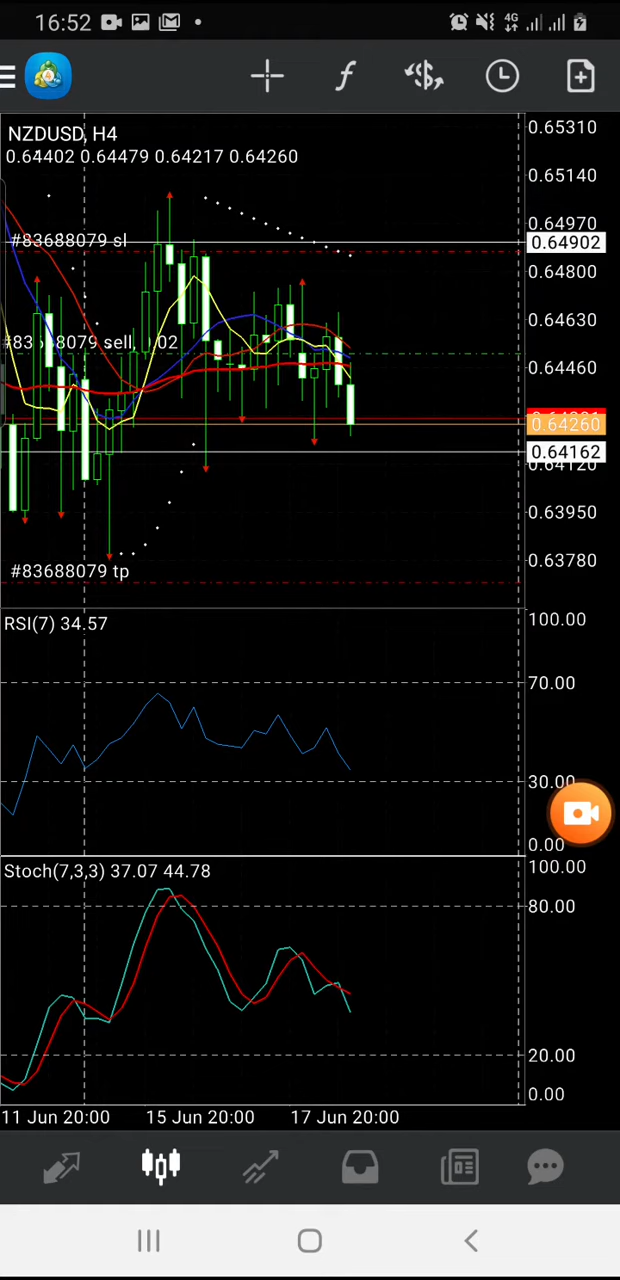 16:52 4G
NZDUSD, H4
0.64402 0.64479 0.64217 0.64260
0.65310
0.65140
0.64970
#83688079 sl
0.64902
0.64800
0.64630
sell,
0.64460
0.64260
0.64162
0.64120
0.63950
0.63780
#83688079 tp
RSI(7) 34.57
100.00
70.00
30.00
0.00
Stoch(7,3,3) 37.07 44.78
100.00
80.00
20.00
0.00
11 Jun 20:00 15 Jun 20:00 17 Jun 20:00